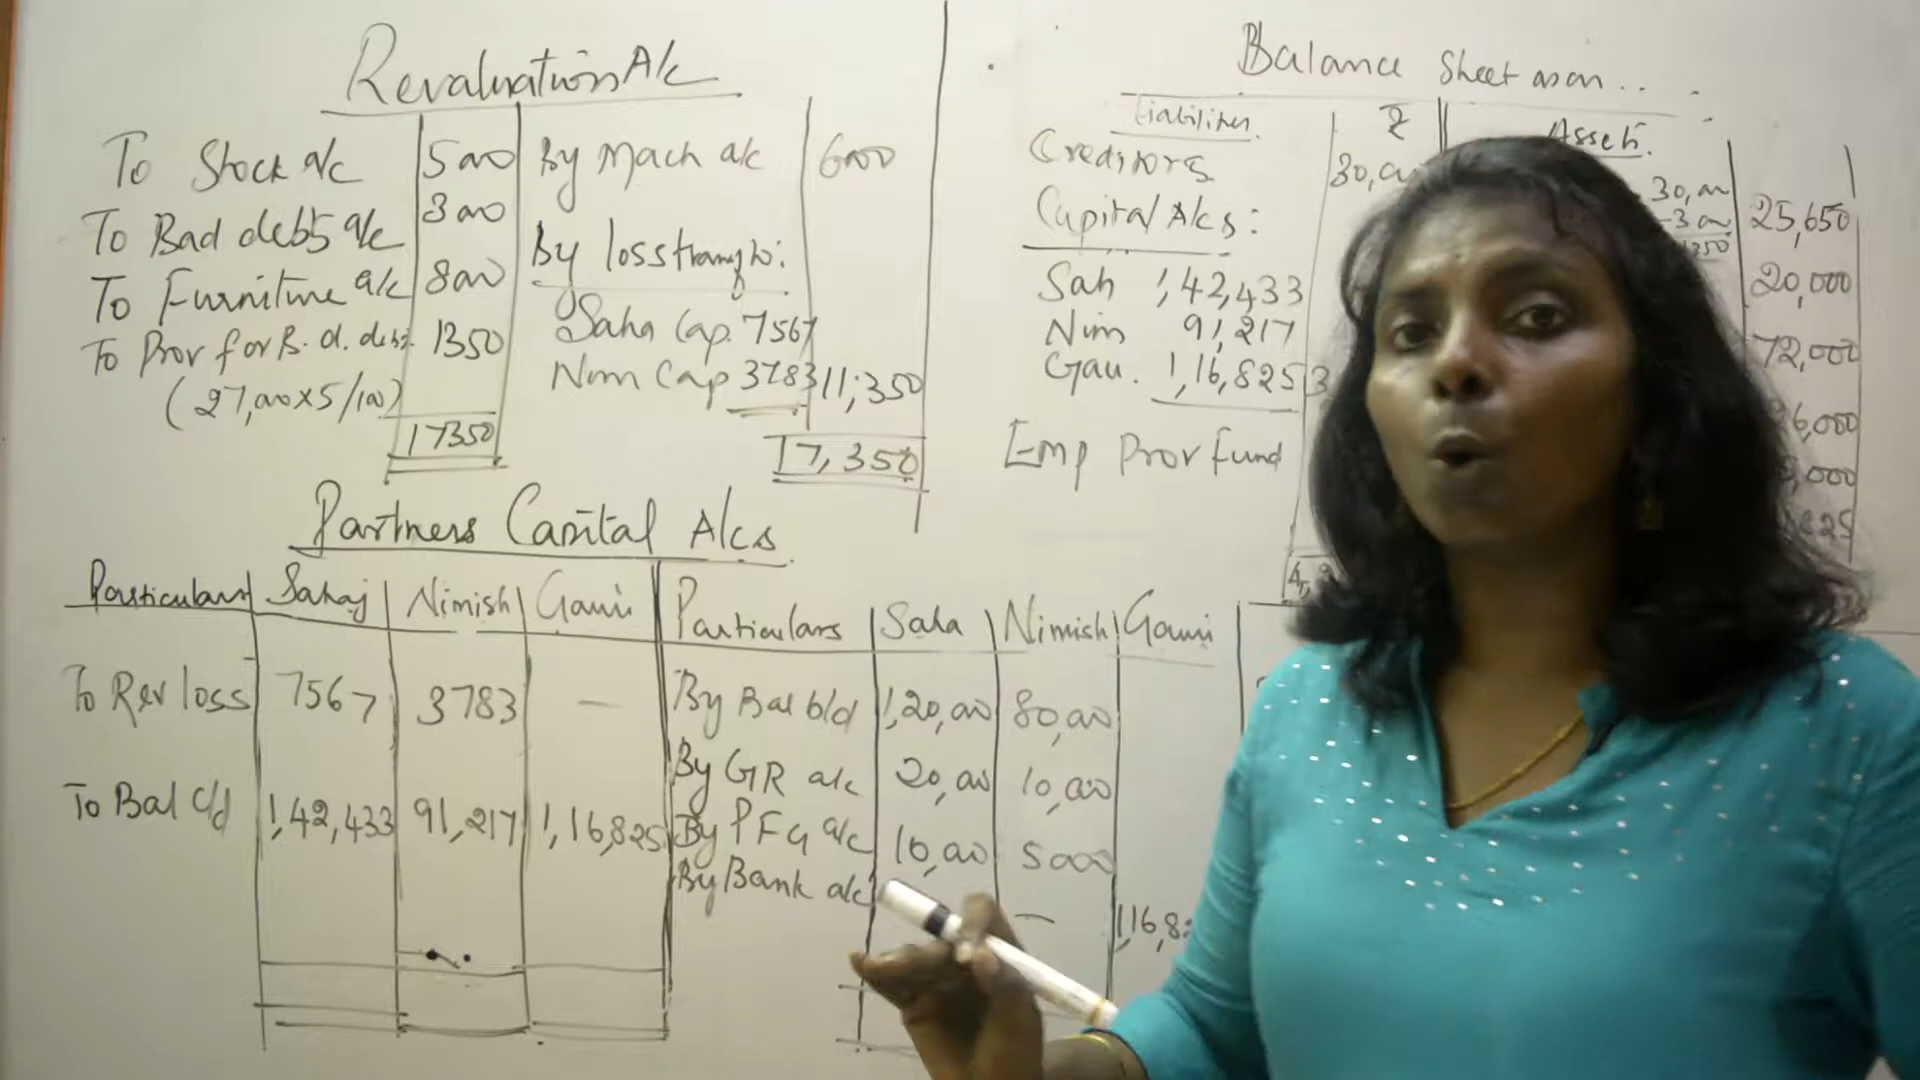 Revaluation A/c
To Stock a/c 5000 By Mach a/c 6000
To Bad debts a/c 3000
By loss transf to:
To Furniture a/c 8000
Saha Cap. 7567
To Prov for B. d. debts. 1350
Nim Cap 3783 11,350
(27,000x5/100)
17350 17,350
Balance Sheet as on...
Liabilities. ₹ Assets.
Creditors 30,000
30,000
-3000 25,650
1350
Capital A/cs:
20,000
Sah 1,42,433
Nim 91,217
72,000
Gau. 1,16,825
Emp Prov Fund
Partners Capital A/cs
Particulars Sahaj Nimish Gauri Particulars Saha Nimish Gauri
To Rev loss 7567 3783 — By Bal b/d 1,20,000 80,000
By GR a/c 20,000 10,000
To Bal c/d 1,42,433 91,217 1,16,825 By PFG a/c 10,000 5000
By Bank a/c — 1,16,8